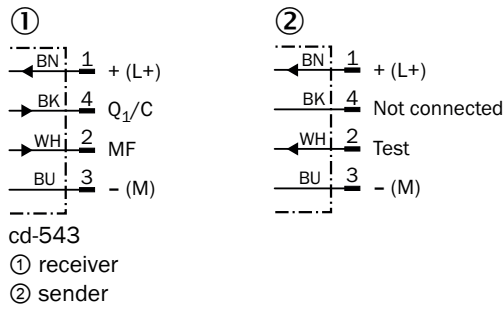 ① ②
BN 1 + (L+) BN 1 + (L+)
BK 4 Q₁/C BK 4 Not connected
WH 2 MF WH 2 Test
BU 3 − (M) BU 3 − (M)
cd-543
① receiver
② sender